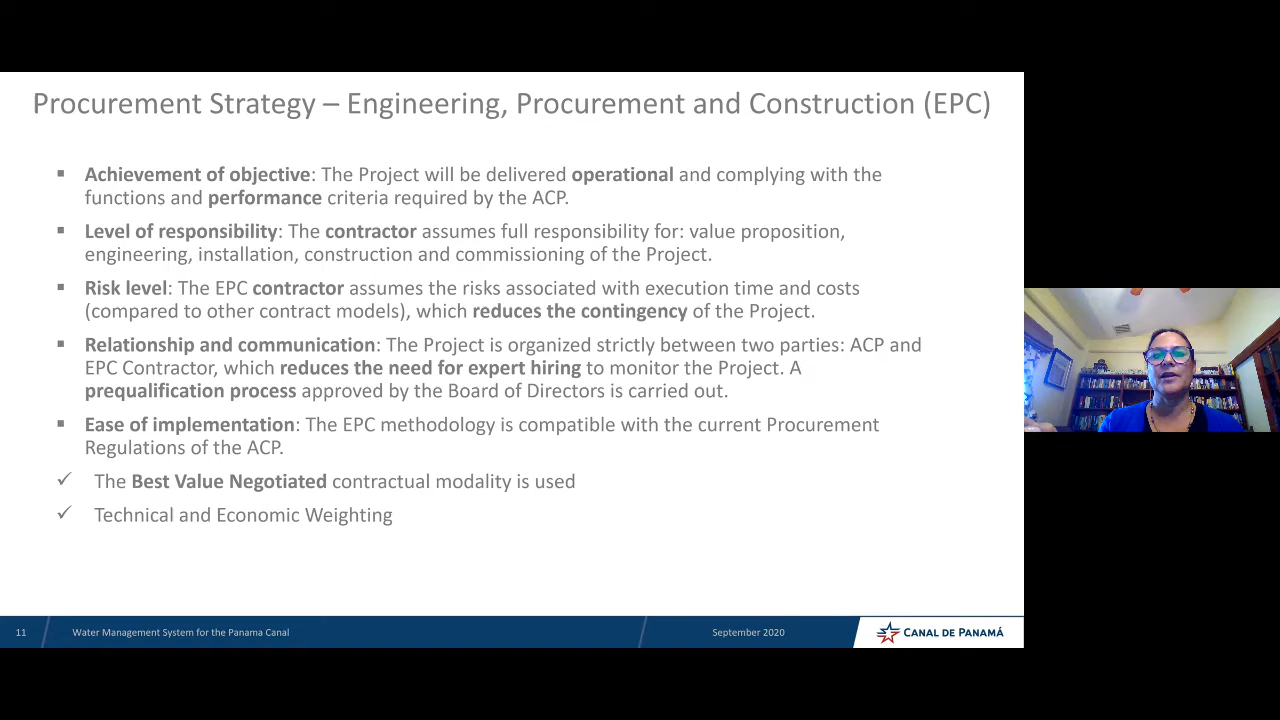 Procurement Strategy – Engineering, Procurement and Construction (EPC)
▪ Achievement of objective: The Project will be delivered operational and complying with the
functions and performance criteria required by the ACP.
▪ Level of responsibility: The contractor assumes full responsibility for: value proposition,
engineering, installation, construction and commissioning of the Project.
▪ Risk level: The EPC contractor assumes the risks associated with execution time and costs
(compared to other contract models), which reduces the contingency of the Project.
▪ Relationship and communication: The Project is organized strictly between two parties: ACP and
EPC Contractor, which reduces the need for expert hiring to monitor the Project. A
prequalification process approved by the Board of Directors is carried out.
▪ Ease of implementation: The EPC methodology is compatible with the current Procurement
Regulations of the ACP.
✓ The Best Value Negotiated contractual modality is used
✓ Technical and Economic Weighting
11 Water Management System for the Panama Canal September 2020 CANAL DE PANAMÁ